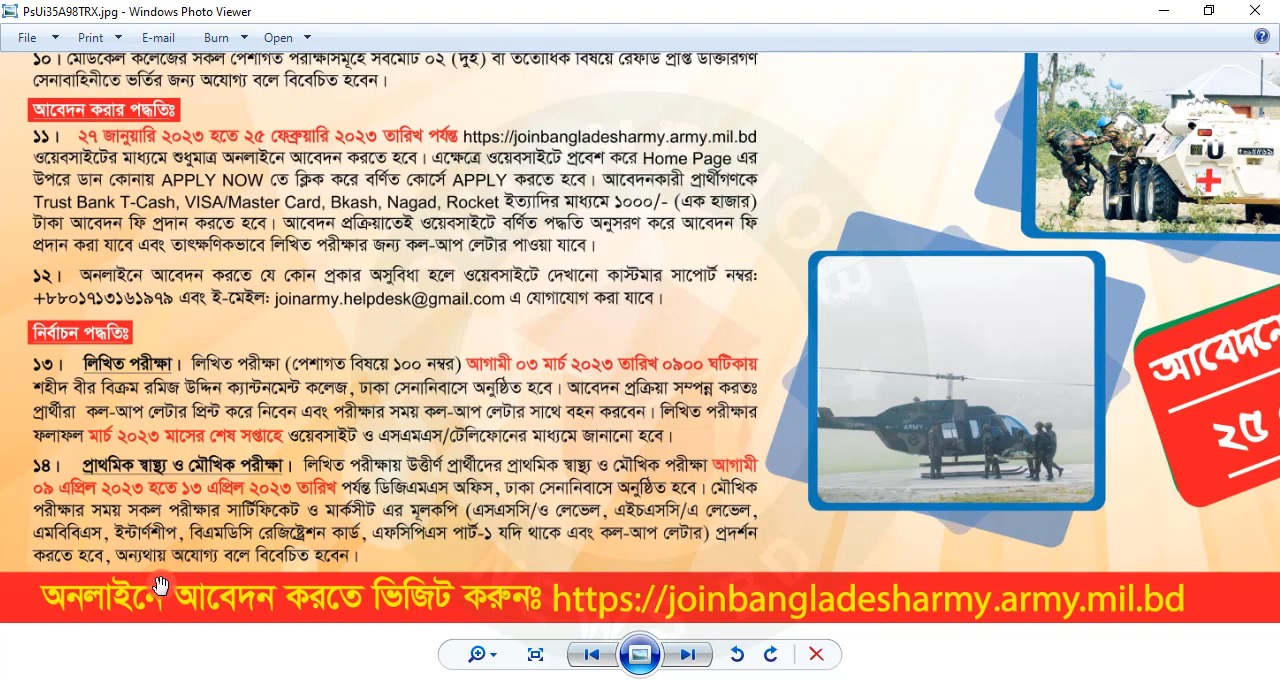 PsUi35A98TRX.jpg - Windows Photo Viewer
File Print E-mail Burn Open
১০। মেডিকেল কলেজের সকল পেশাগত পরীক্ষাসমূহে সর্বমোট ০২ (দুই) বা ততোধিক বিষয়ে রেফার্ড প্রাপ্ত ডাক্তারগণ
সেনাবাহিনীতে ভর্তির জন্য অযোগ্য বলে বিবেচিত হবেন।
আবেদন করার পদ্ধতিঃ
১১। ২৭ জানুয়ারি ২০২৩ হতে ২৫ ফেব্রুয়ারি ২০২৩ তারিখ পর্যন্ত https://joinbangladesharmy.army.mil.bd
ওয়েবসাইটের মাধ্যমে শুধুমাত্র অনলাইনে আবেদন করতে হবে। এক্ষেত্রে ওয়েবসাইটে প্রবেশ করে Home Page এর
উপরে ডান কোনায় APPLY NOW তে ক্লিক করে বর্ণিত কোর্সে APPLY করতে হবে। আবেদনকারী প্রার্থীগণকে
Trust Bank T-Cash, VISA/Master Card, Bkash, Nagad, Rocket ইত্যাদির মাধ্যমে ১০০০/- (এক হাজার)
টাকা আবেদন ফি প্রদান করতে হবে। আবেদন প্রক্রিয়াতেই ওয়েবসাইটে বর্ণিত পদ্ধতি অনুসরণ করে আবেদন ফি
প্রদান করা যাবে এবং তাৎক্ষণিকভাবে লিখিত পরীক্ষার জন্য কল-আপ লেটার পাওয়া যাবে।
১২। অনলাইনে আবেদন করতে যে কোন প্রকার অসুবিধা হলে ওয়েবসাইটে দেখানো কাস্টমার সাপোর্ট নম্বর:
+৮৮০১৭১৩১৬১৯৭৯ এবং ই-মেইল: joinarmy.helpdesk@gmail.com এ যোগাযোগ করা যাবে।
নির্বাচন পদ্ধতিঃ
১৩। লিখিত পরীক্ষা। লিখিত পরীক্ষা (পেশাগত বিষয়ে ১০০ নম্বর) আগামী ০৩ মার্চ ২০২৩ তারিখ ০৯০০ ঘটিকায়
শহীদ বীর বিক্রম রমিজ উদ্দিন ক্যান্টনমেন্ট কলেজ, ঢাকা সেনানিবাসে অনুষ্ঠিত হবে। আবেদন প্রক্রিয়া সম্পন্ন করতঃ
প্রার্থীরা কল-আপ লেটার প্রিন্ট করে নিবেন এবং পরীক্ষার সময় কল-আপ লেটার সাথে বহন করবেন। লিখিত পরীক্ষার
ফলাফল মার্চ ২০২৩ মাসের শেষ সপ্তাহে ওয়েবসাইট ও এসএমএস/টেলিফোনের মাধ্যমে জানানো হবে।
১৪। প্রাথমিক স্বাস্থ্য ও মৌখিক পরীক্ষা। লিখিত পরীক্ষায় উত্তীর্ণ প্রার্থীদের প্রাথমিক স্বাস্থ্য ও মৌখিক পরীক্ষা আগামী
০৯ এপ্রিল ২০২৩ হতে ১৩ এপ্রিল ২০২৩ তারিখ পর্যন্ত ডিজিএমএস অফিস, ঢাকা সেনানিবাসে অনুষ্ঠিত হবে। মৌখিক
পরীক্ষার সময় সকল পরীক্ষার সার্টিফিকেট ও মার্কসীট এর মূলকপি (এসএসসি/ও লেভেল, এইচএসসি/এ লেভেল,
এমবিবিএস, ইন্টার্ণশীপ, বিএমডিসি রেজিষ্ট্রেশন কার্ড, এফসিপিএস পার্ট-১ যদি থাকে এবং কল-আপ লেটার) প্রদর্শন
করতে হবে, অন্যথায় অযোগ্য বলে বিবেচিত হবেন।
U
ARMY
আবেদনে
২৫
অনলাইনে আবেদন করতে ভিজিট করুনঃ https://joinbangladesharmy.army.mil.bd